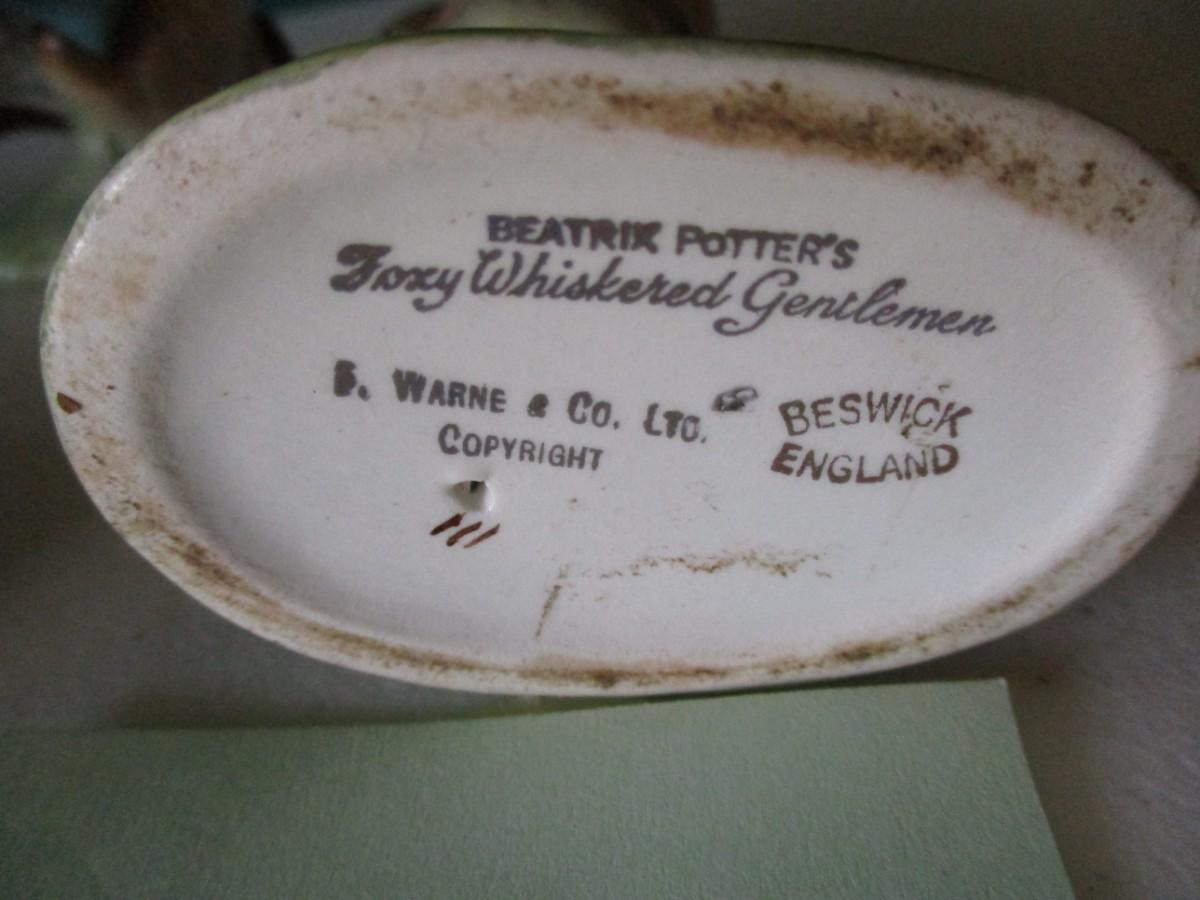 BEATRIX POTTER'S
Foxy Whiskered Gentlemen
F. WARNE & CO. LTD.
COPYRIGHT
BESWICK
ENGLAND